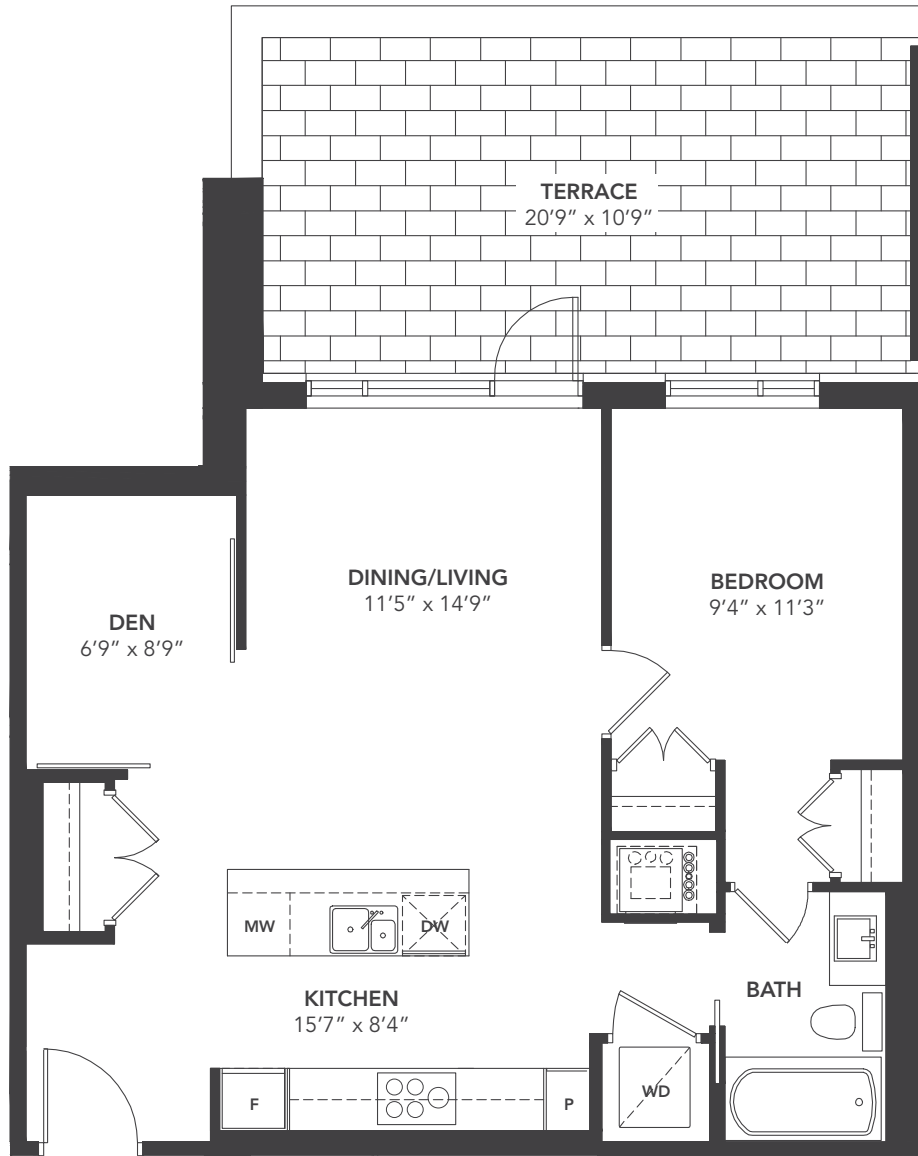 TERRACE
20’9” x 10’9”
DINING/LIVING
11’5” x 14’9”
BEDROOM
9’4” x 11’3”
DEN
6’9” x 8’9”
MW
DW
KITCHEN
15’7” x 8’4”
BATH
F
P
WD